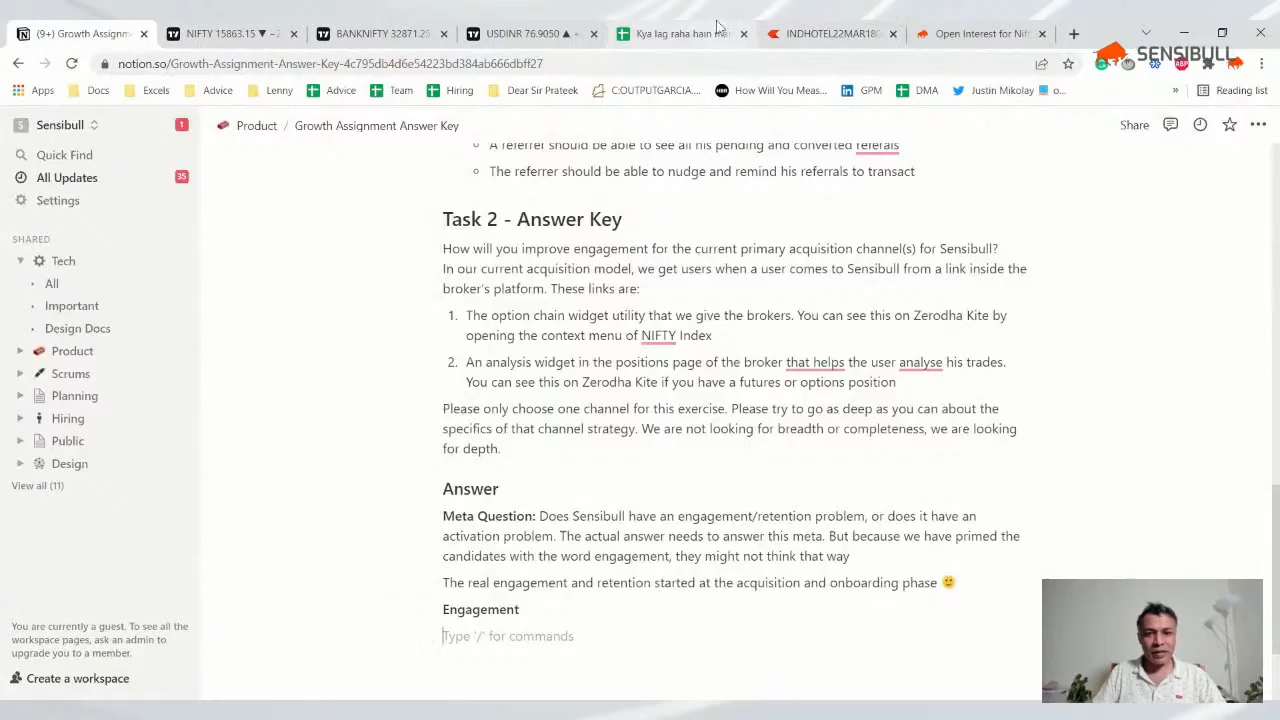 (9+) Growth Assignm
NIFTY 15863.15 ▼ −2
BANKNIFTY 32871.25
USDINR 76.9050 ▲ +
Kya lag raha hain
INDHOTEL22MAR180
Open Interest for Nif
SENSIBULL
notion.so/Growth-Assignment-Answer-Key-4c795db4d6e54223b3eab666dbff27
Apps
Docs
Excels
Advice
Lenny
Advice
Team
Hiring
Dear Sir Prateek
C:OUTPUTGARCIA...
How Will You Meas...
GPM
DMA
Justin Mikolay
o...
»
Reading list
S
Sensibull
1
Product / Growth Assignment Answer Key
Share
Quick Find
All Updates
35
Settings
SHARED
Tech
All
Important
Design Docs
Product
Scrums
Planning
Hiring
Public
Design
View all (11)
You are currently a guest. To see all the
workspace pages, ask an admin to
upgrade you to a member.
Create a workspace
A referrer should be able to see all his pending and converted referals
The referrer should be able to nudge and remind his referrals to transact
Task 2 - Answer Key
How will you improve engagement for the current primary acquisition channel(s) for Sensibull?
In our current acquisition model, we get users when a user comes to Sensibull from a link inside the
broker's platform. These links are:
1. The option chain widget utility that we give the brokers. You can see this on Zerodha Kite by
opening the context menu of NIFTY Index
2. An analysis widget in the positions page of the broker that helps the user analyse his trades.
You can see this on Zerodha Kite if you have a futures or options position
Please only choose one channel for this exercise. Please try to go as deep as you can about the
specifics of that channel strategy. We are not looking for breadth or completeness, we are looking
for depth.
Answer
Meta Question: Does Sensibull have an engagement/retention problem, or does it have an
activation problem. The actual answer needs to answer this meta. But because we have primed the
candidates with the word engagement, they might not think that way
The real engagement and retention started at the acquisition and onboarding phase 🙂
Engagement
Type '/' for commands